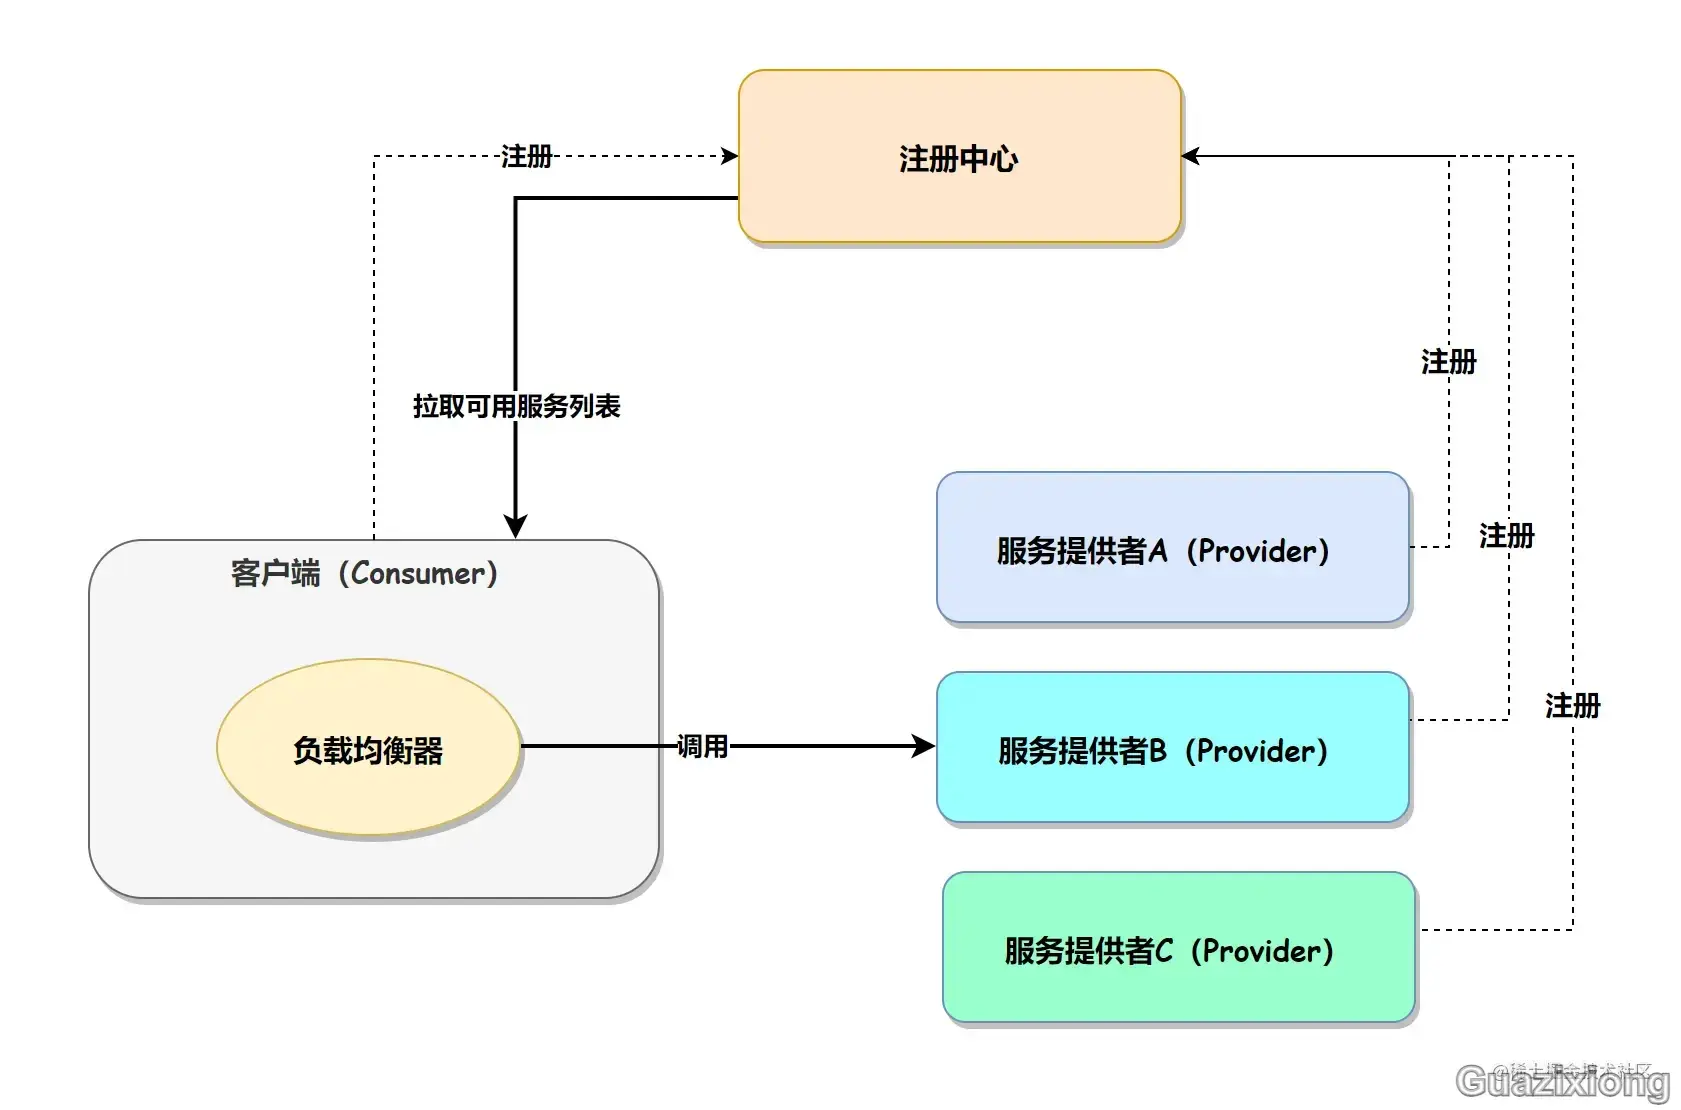 注册中心
注册
拉取可用服务列表
注册
服务提供者A（Provider）
注册
客户端（Consumer）
注册
负载均衡器
调用
服务提供者B（Provider）
服务提供者C（Provider）
@稀土掘金技术社区
Guazixiong